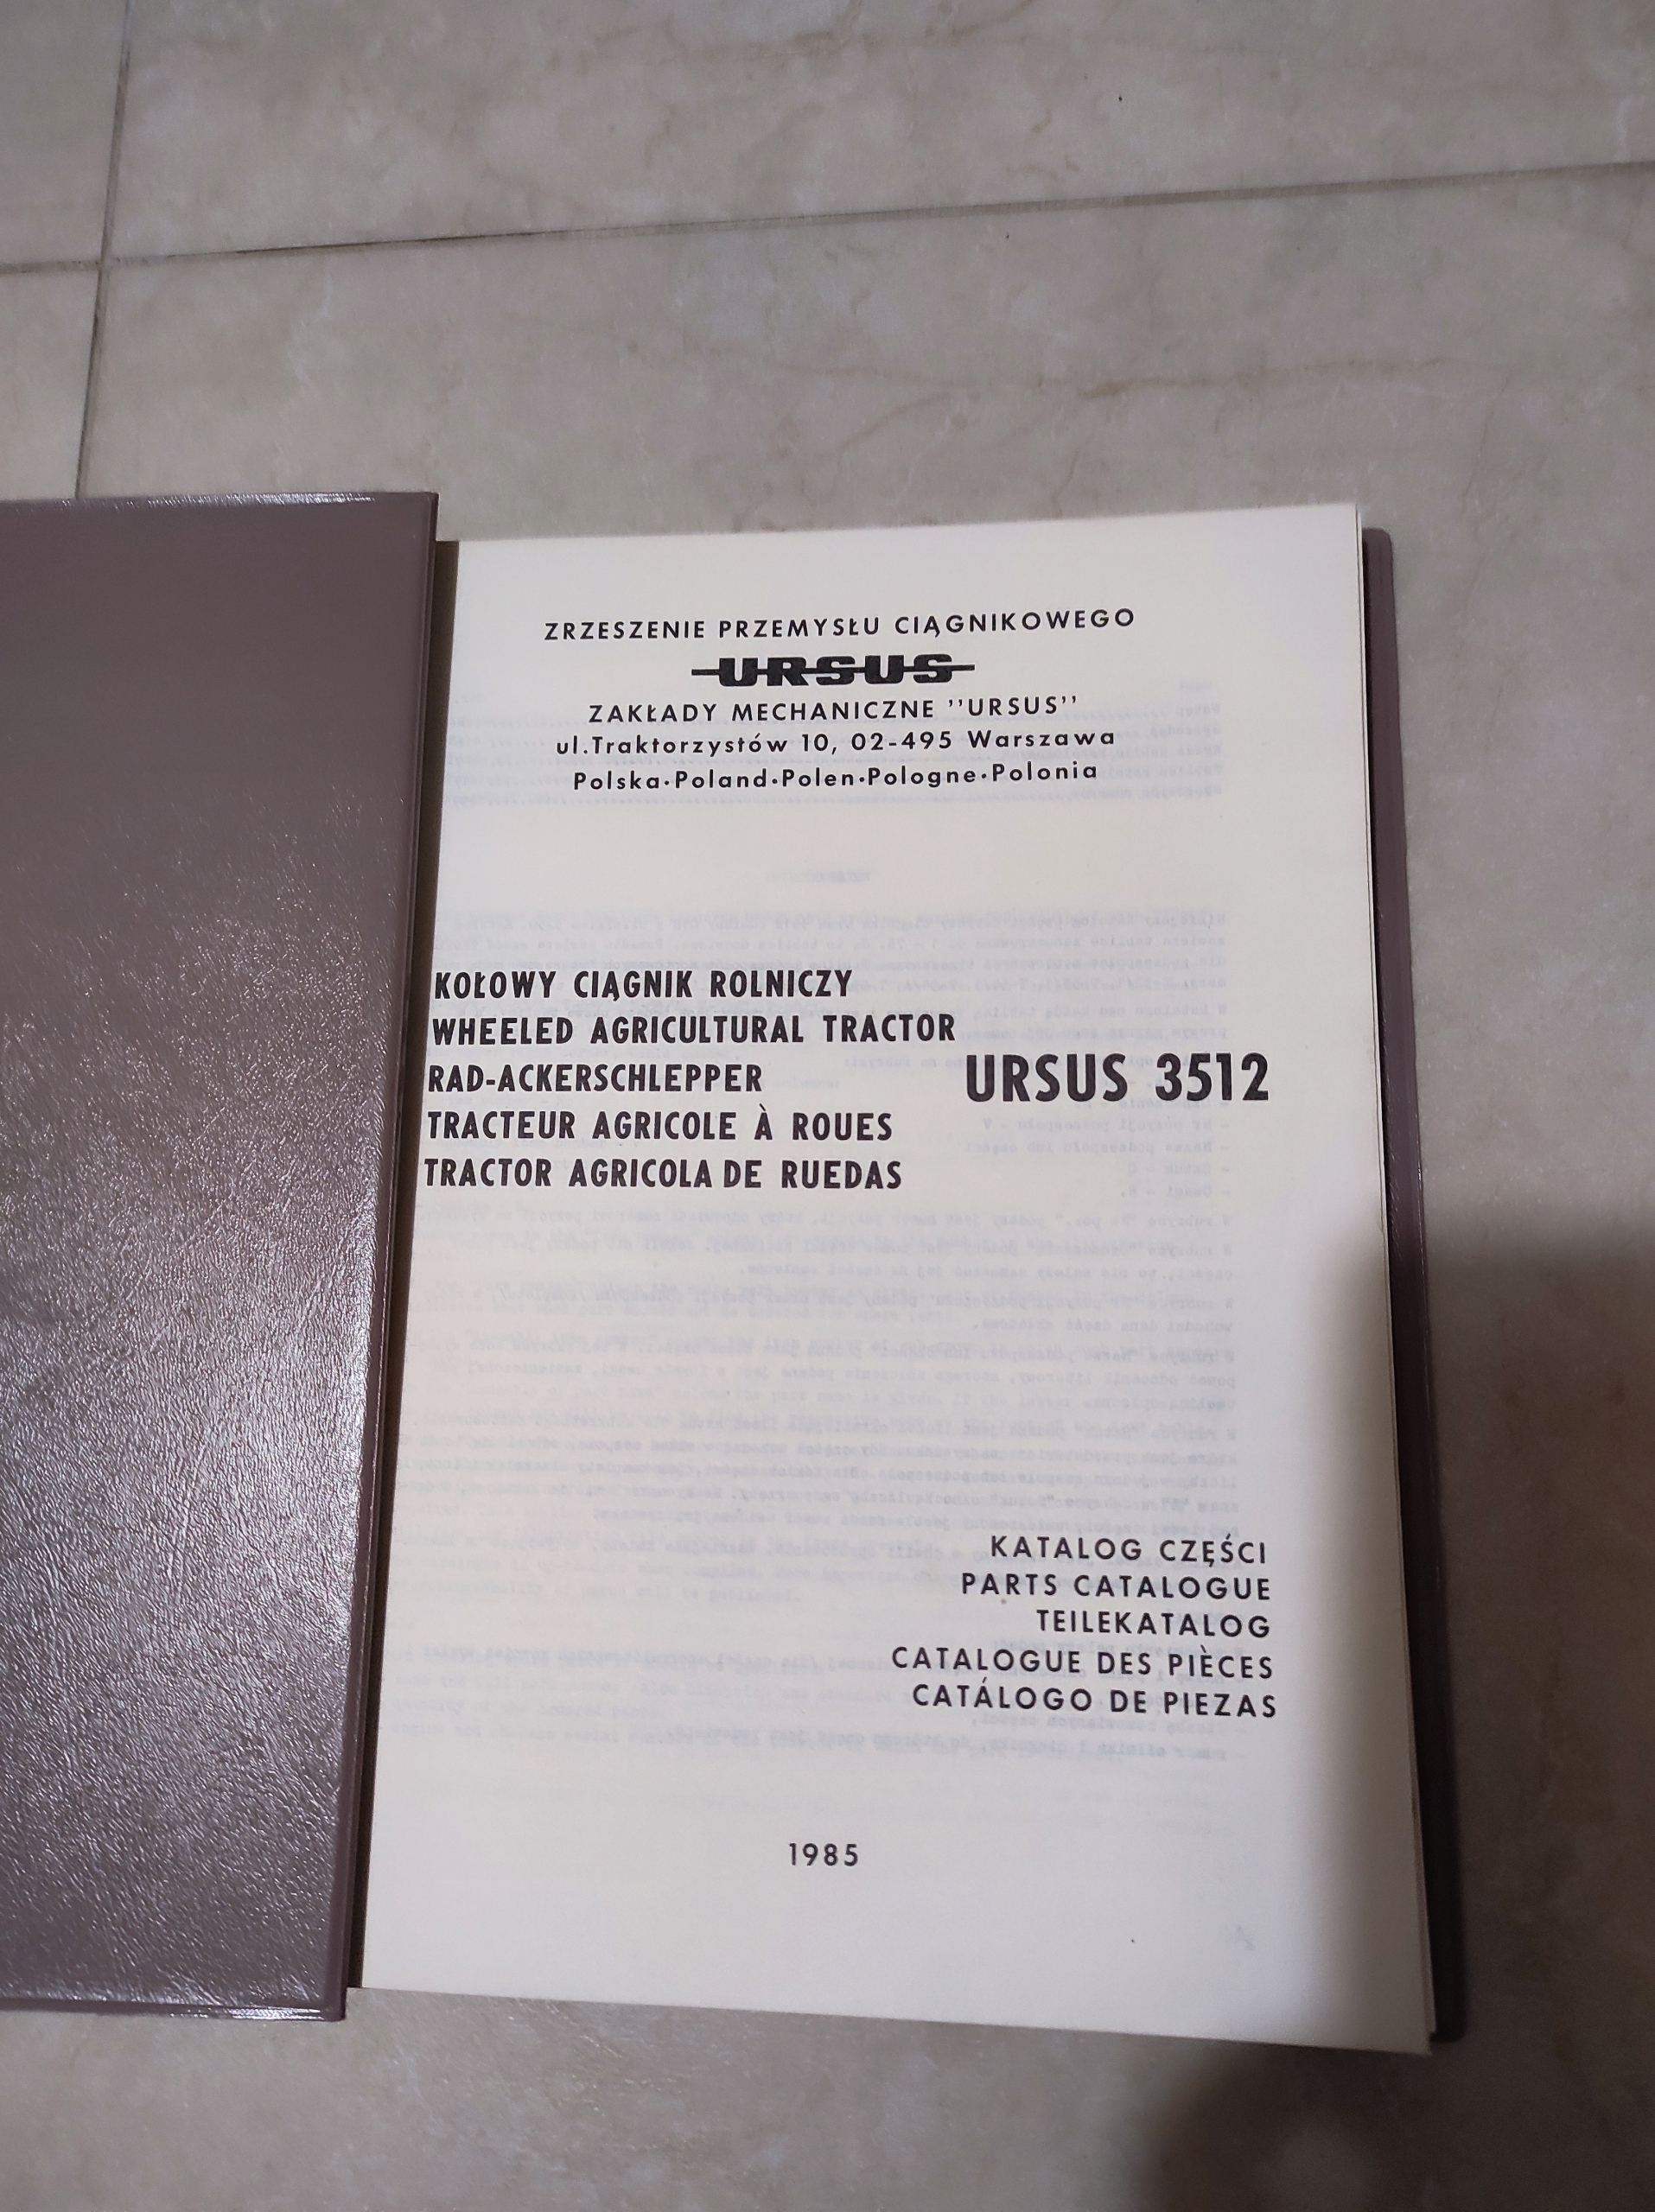 ZRZESZENIE PRZEMYSŁU CIĄGNIKOWEGO
URSUS
ZAKŁADY MECHANICZNE ''URSUS''
ul.Traktorzystów 10, 02-495 Warszawa
Polska·Poland·Polen·Pologne·Polonia
KOŁOWY CIĄGNIK ROLNICZY
WHEELED AGRICULTURAL TRACTOR
RAD-ACKERSCHLEPPER
TRACTEUR AGRICOLE À ROUES
TRACTOR AGRICOLA DE RUEDAS
URSUS 3512
KATALOG CZĘŚCI
PARTS CATALOGUE
TEILEKATALOG
CATALOGUE DES PIÈCES
CATÁLOGO DE PIEZAS
1985